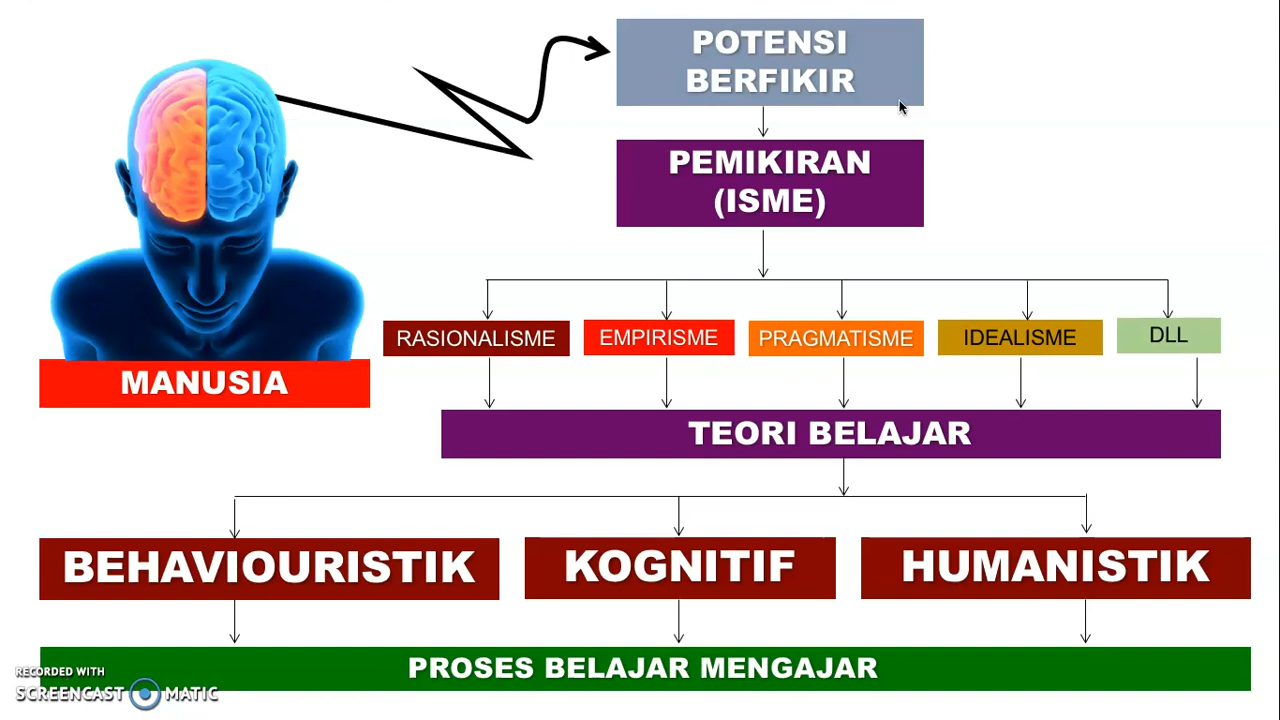 POTENSI
BERFIKIR
PEMIKIRAN
(ISME)
RASIONALISME
EMPIRISME
PRAGMATISME
IDEALISME
DLL
MANUSIA
TEORI BELAJAR
BEHAVIOURISTIK
KOGNITIF
HUMANISTIK
PROSES BELAJAR MENGAJAR
RECORDED WITH
SCREENCAST MATIC